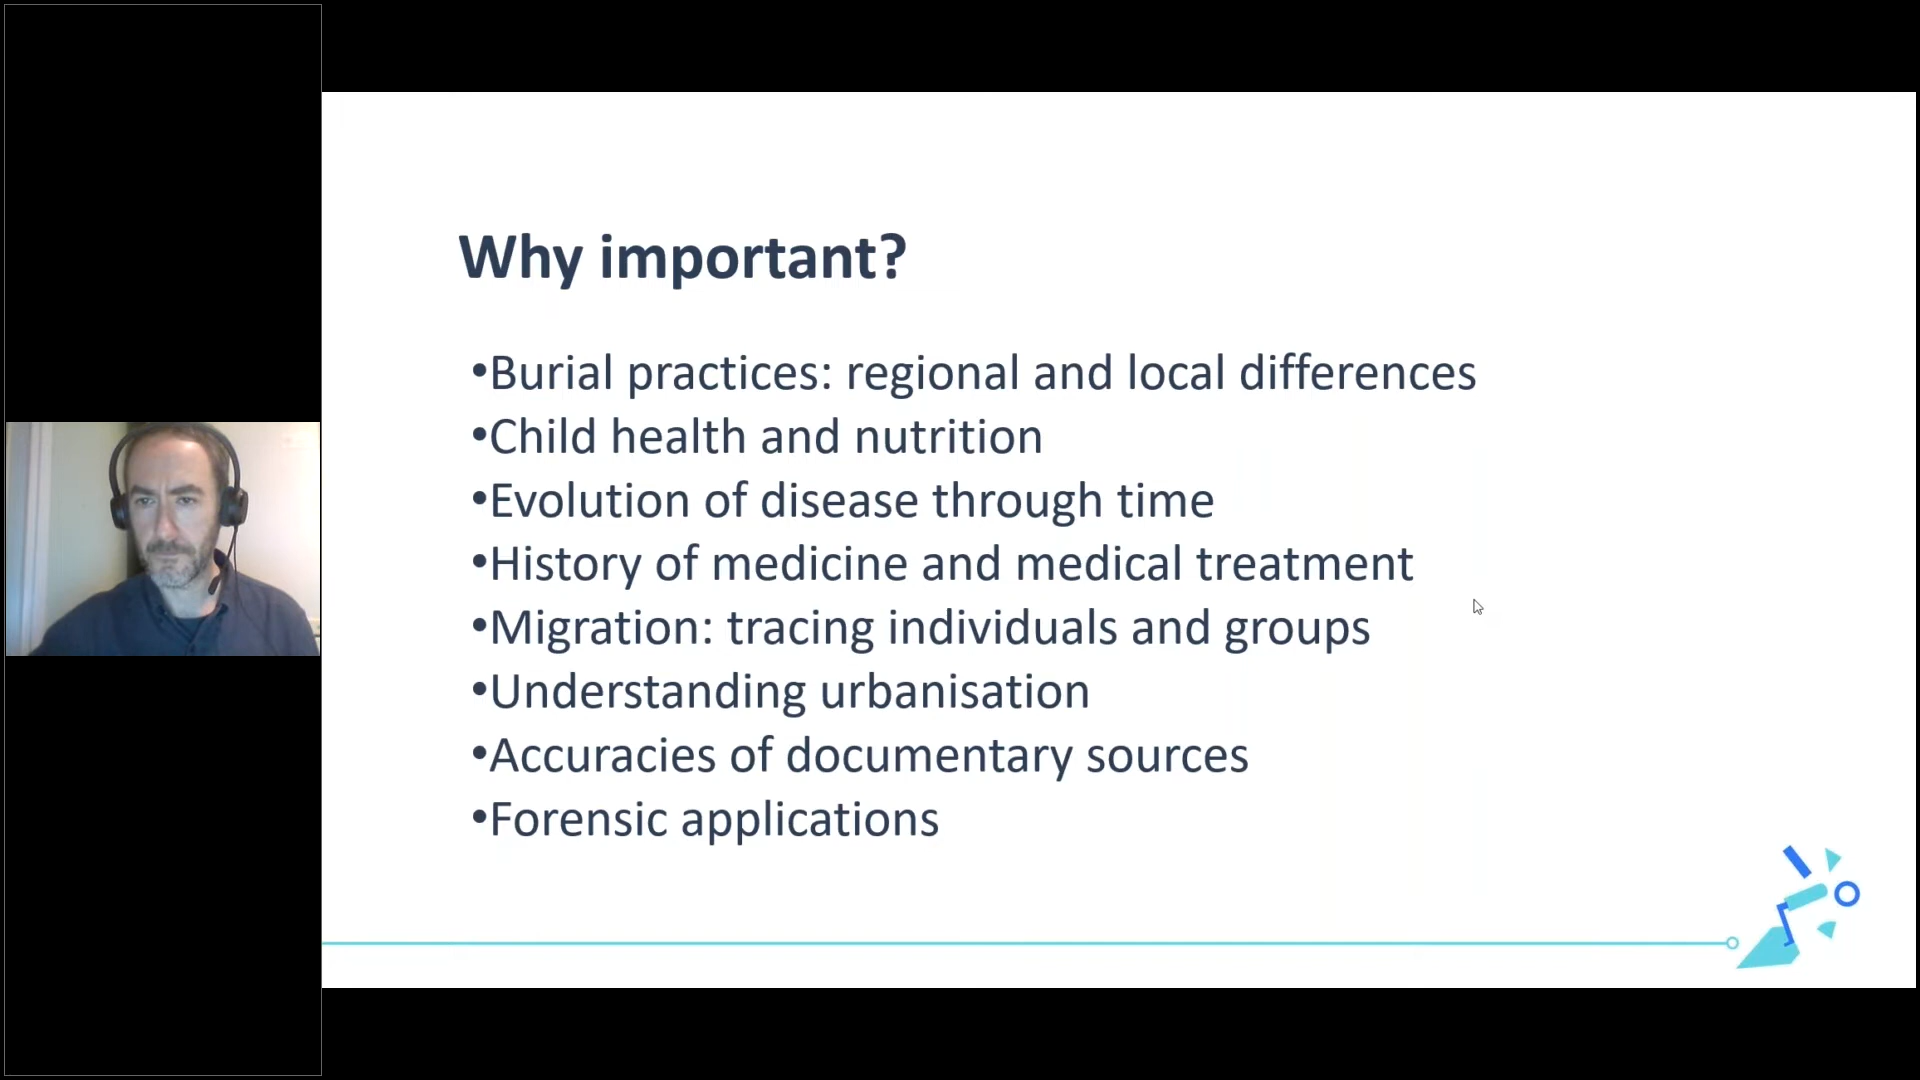 Why important?
•Burial practices: regional and local differences
•Child health and nutrition
•Evolution of disease through time
•History of medicine and medical treatment
•Migration: tracing individuals and groups
•Understanding urbanisation
•Accuracies of documentary sources
•Forensic applications